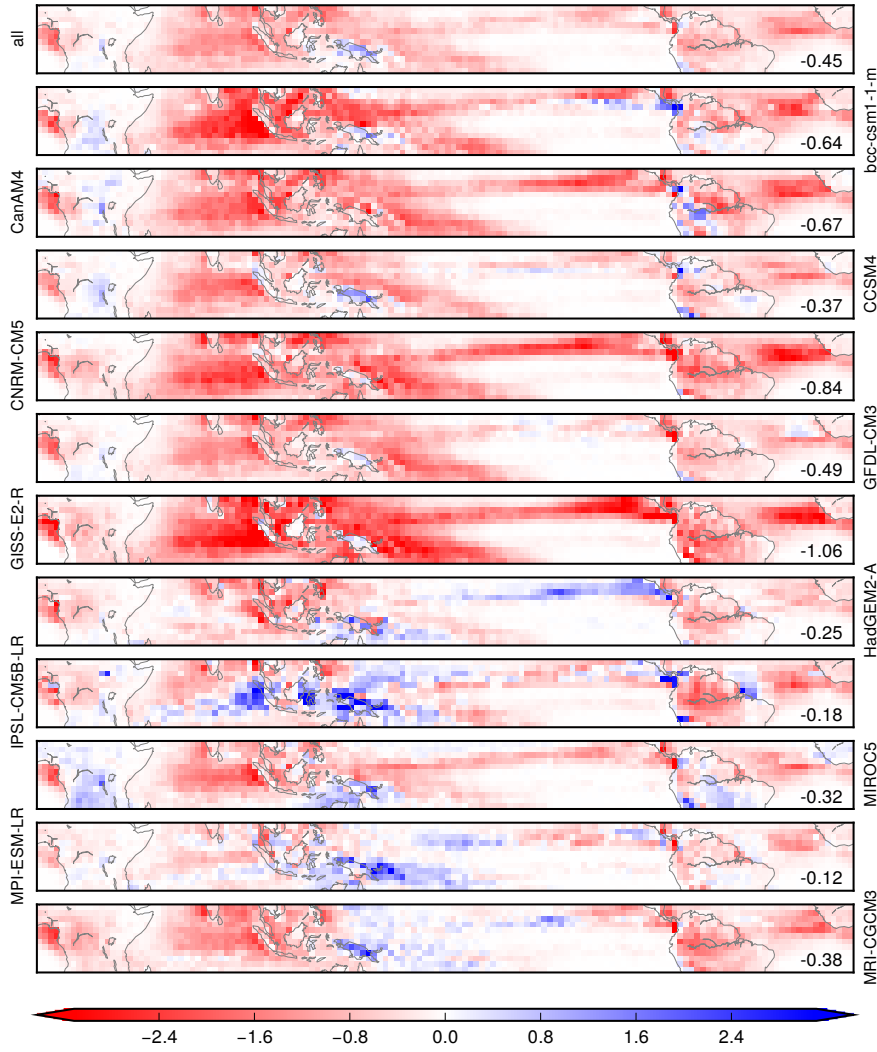 all
-0.45
bcc-csm1-1-m
-0.64
CanAM4
-0.67
CCSM4
-0.37
CNRM-CM5
-0.84
GFDL-CM3
-0.49
GISS-E2-R
-1.06
HadGEM2-A
-0.25
IPSL-CM5B-LR
-0.18
MIROC5
-0.32
MPI-ESM-LR
-0.12
MRI-CGCM3
-0.38
−2.4 −1.6 −0.8 0.0 0.8 1.6 2.4